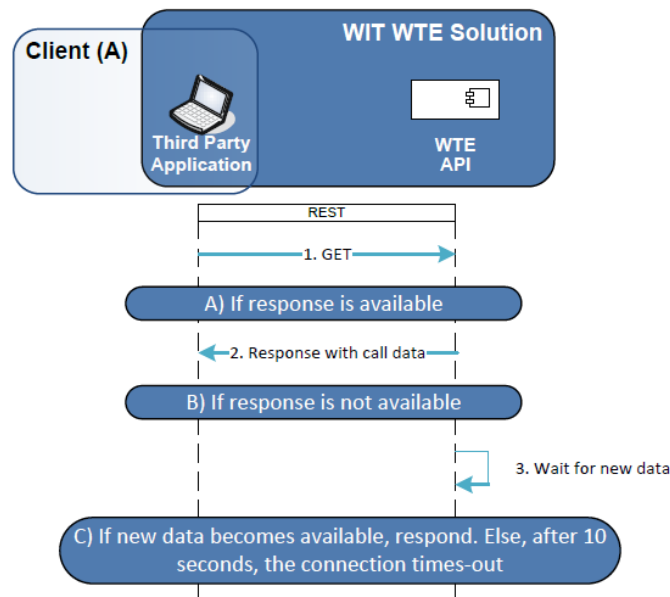 WIT WTE Solution
Client (A)
Third Party
Application
WTE
API
REST
1. GET
A) If response is available
2. Response with call data
B) If response is not available
3. Wait for new data
C) If new data becomes available, respond. Else, after 10
seconds, the connection times-out